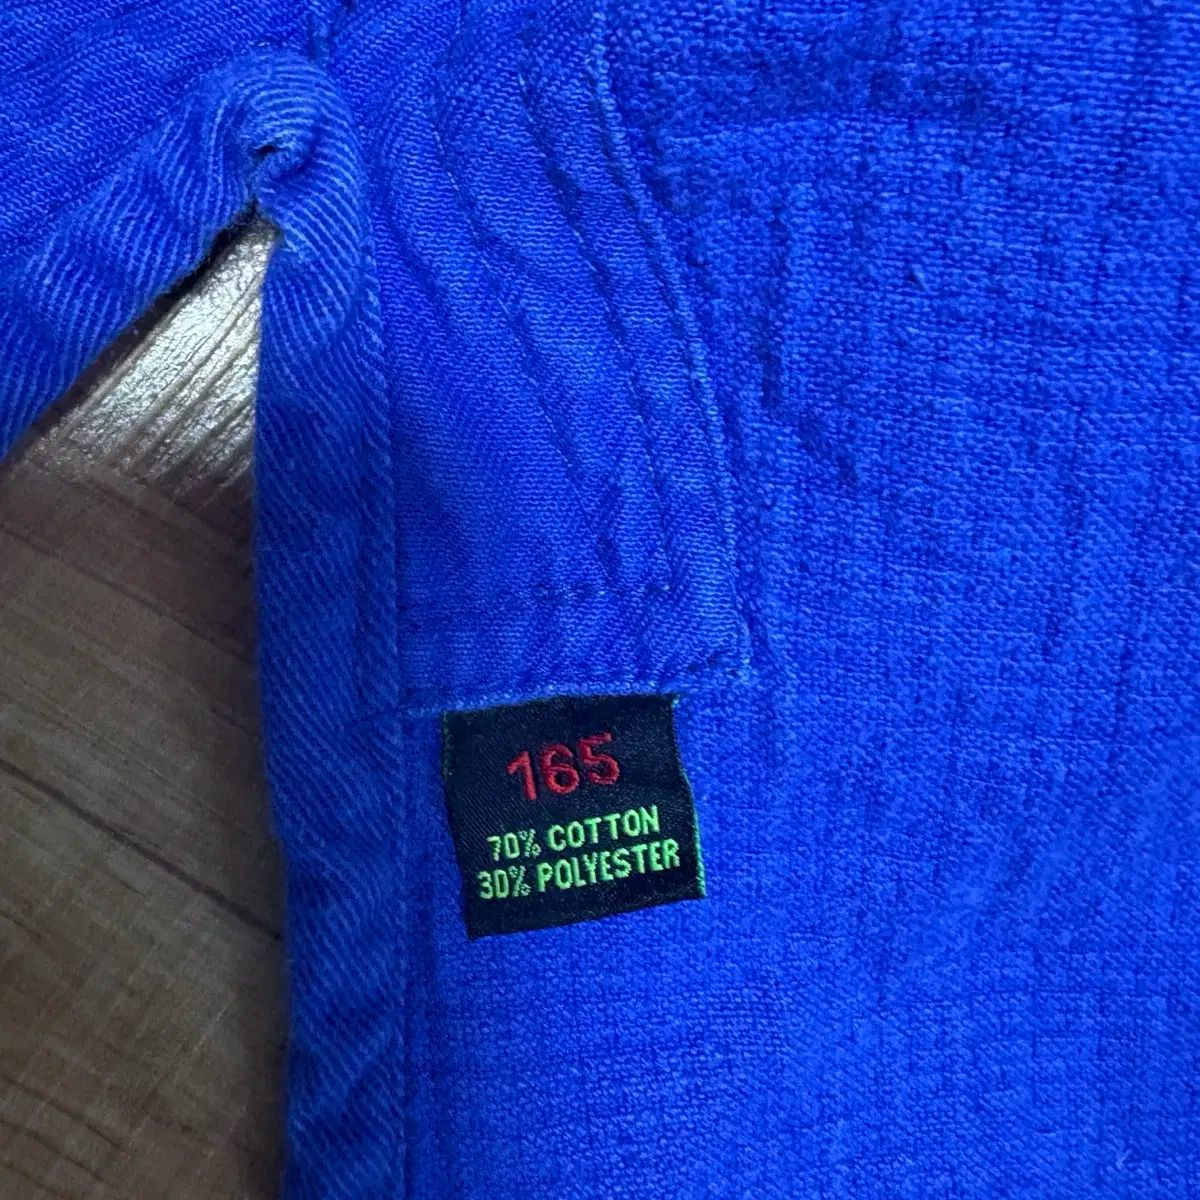 165
70% COTTON
30% POLYESTER